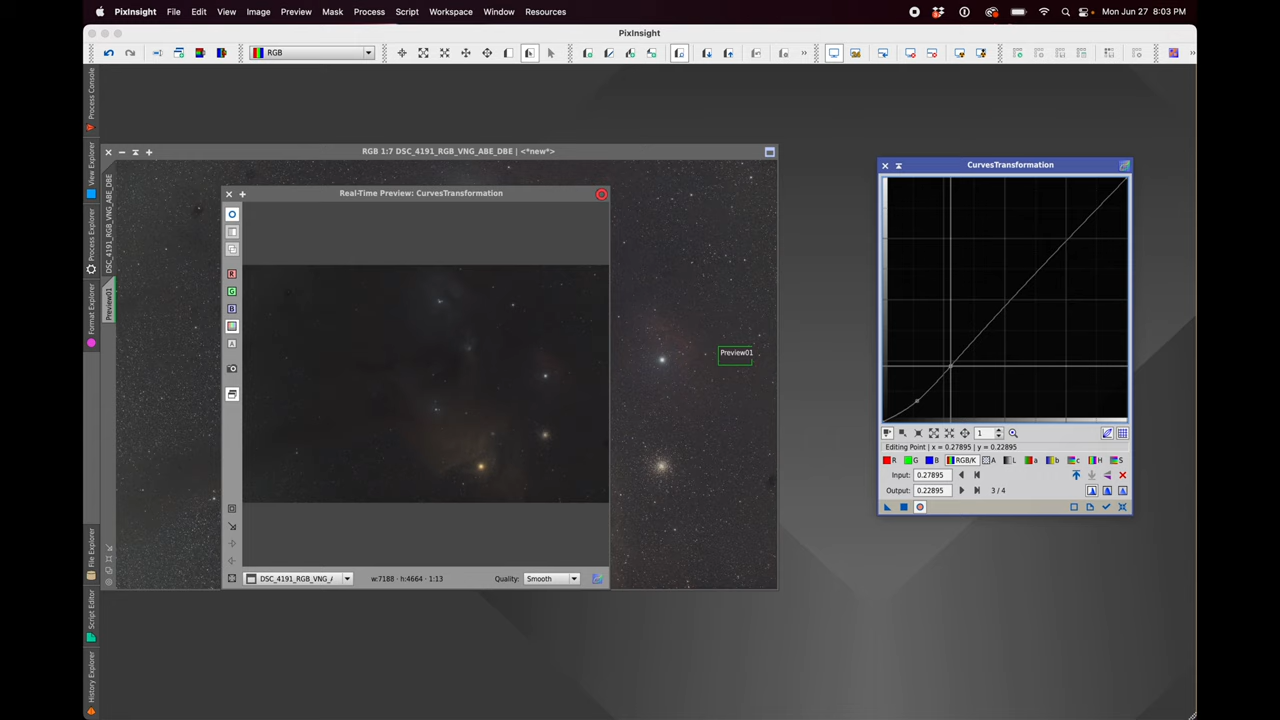 PixInsight File Edit View Image Preview Mask Process Script Workspace Window Resources Mon Jun 27 8:03 PM
PixInsight
RGB
Process Console
View Explorer
Process Explorer
Format Explorer
File Explorer
Script Editor
History Explorer
RGB 1:7 DSC_4191_RGB_VNG_ABE_DBE | <*new*>
DSC_4191_RGB_VNG_ABE_DBE
Preview01
Real-Time Preview: CurvesTransformation
R
G
B
A
Preview01
DSC_4191_RGB_VNG_/ w:7188 · h:4664 · 1:13 Quality: Smooth
CurvesTransformation
1
Editing Point | x = 0.27895 | y = 0.22895
R G B RGB/K A L a b c H S
Input: 0.27895
Output: 0.22895 3 / 4